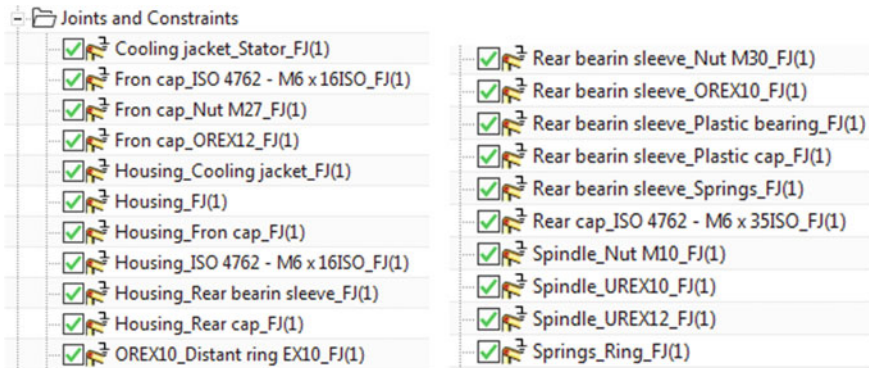 Joints and Constraints
Cooling jacket_Stator_FJ(1)
Fron cap_ISO 4762 - M6 x 16ISO_FJ(1)
Fron cap_Nut M27_FJ(1)
Fron cap_OREX12_FJ(1)
Housing_Cooling jacket_FJ(1)
Housing_FJ(1)
Housing_Fron cap_FJ(1)
Housing_ISO 4762 - M6 x 16ISO_FJ(1)
Housing_Rear bearin sleeve_FJ(1)
Housing_Rear cap_FJ(1)
OREX10_Distant ring EX10_FJ(1)
Rear bearin sleeve_Nut M30_FJ(1)
Rear bearin sleeve_OREX10_FJ(1)
Rear bearin sleeve_Plastic bearing_FJ(1)
Rear bearin sleeve_Plastic cap_FJ(1)
Rear bearin sleeve_Springs_FJ(1)
Rear cap_ISO 4762 - M6 x 35ISO_FJ(1)
Spindle_Nut M10_FJ(1)
Spindle_UREX10_FJ(1)
Spindle_UREX12_FJ(1)
Springs_Ring_FJ(1)